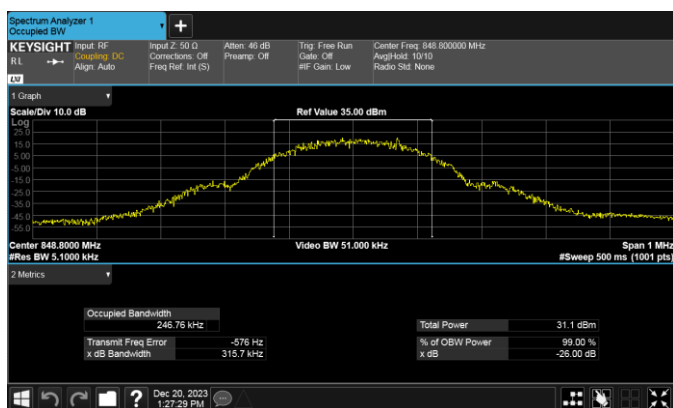 Spectrum Analyzer 1
Occupied BW
+
KEYSIGHT Input: RF Input Z: 50 Ω Atten: 46 dB Trig: Free Run Center Freq: 848.800000 MHz
RL Coupling: DC Corrections: Off Preamp: Off Gate: Off Avg|Hold: 10/10
Align: Auto Freq Ref: Int (S) #IF Gain: Low Radio Std: None
LXI
1 Graph
Scale/Div 10.0 dB Ref Value 35.00 dBm
Log
25.0
15.0
5.00
-5.00
-15.0
-25.0
-35.0
-45.0
-55.0
Center 848.8000 MHz Video BW 51.000 kHz Span 1 MHz
#Res BW 5.1000 kHz #Sweep 500 ms (1001 pts)
2 Metrics
Occupied Bandwidth
246.76 kHz Total Power 31.1 dBm
Transmit Freq Error -576 Hz % of OBW Power 99.00 %
x dB Bandwidth 315.7 kHz x dB -26.00 dB
? Dec 20, 2023
1:27:29 PM